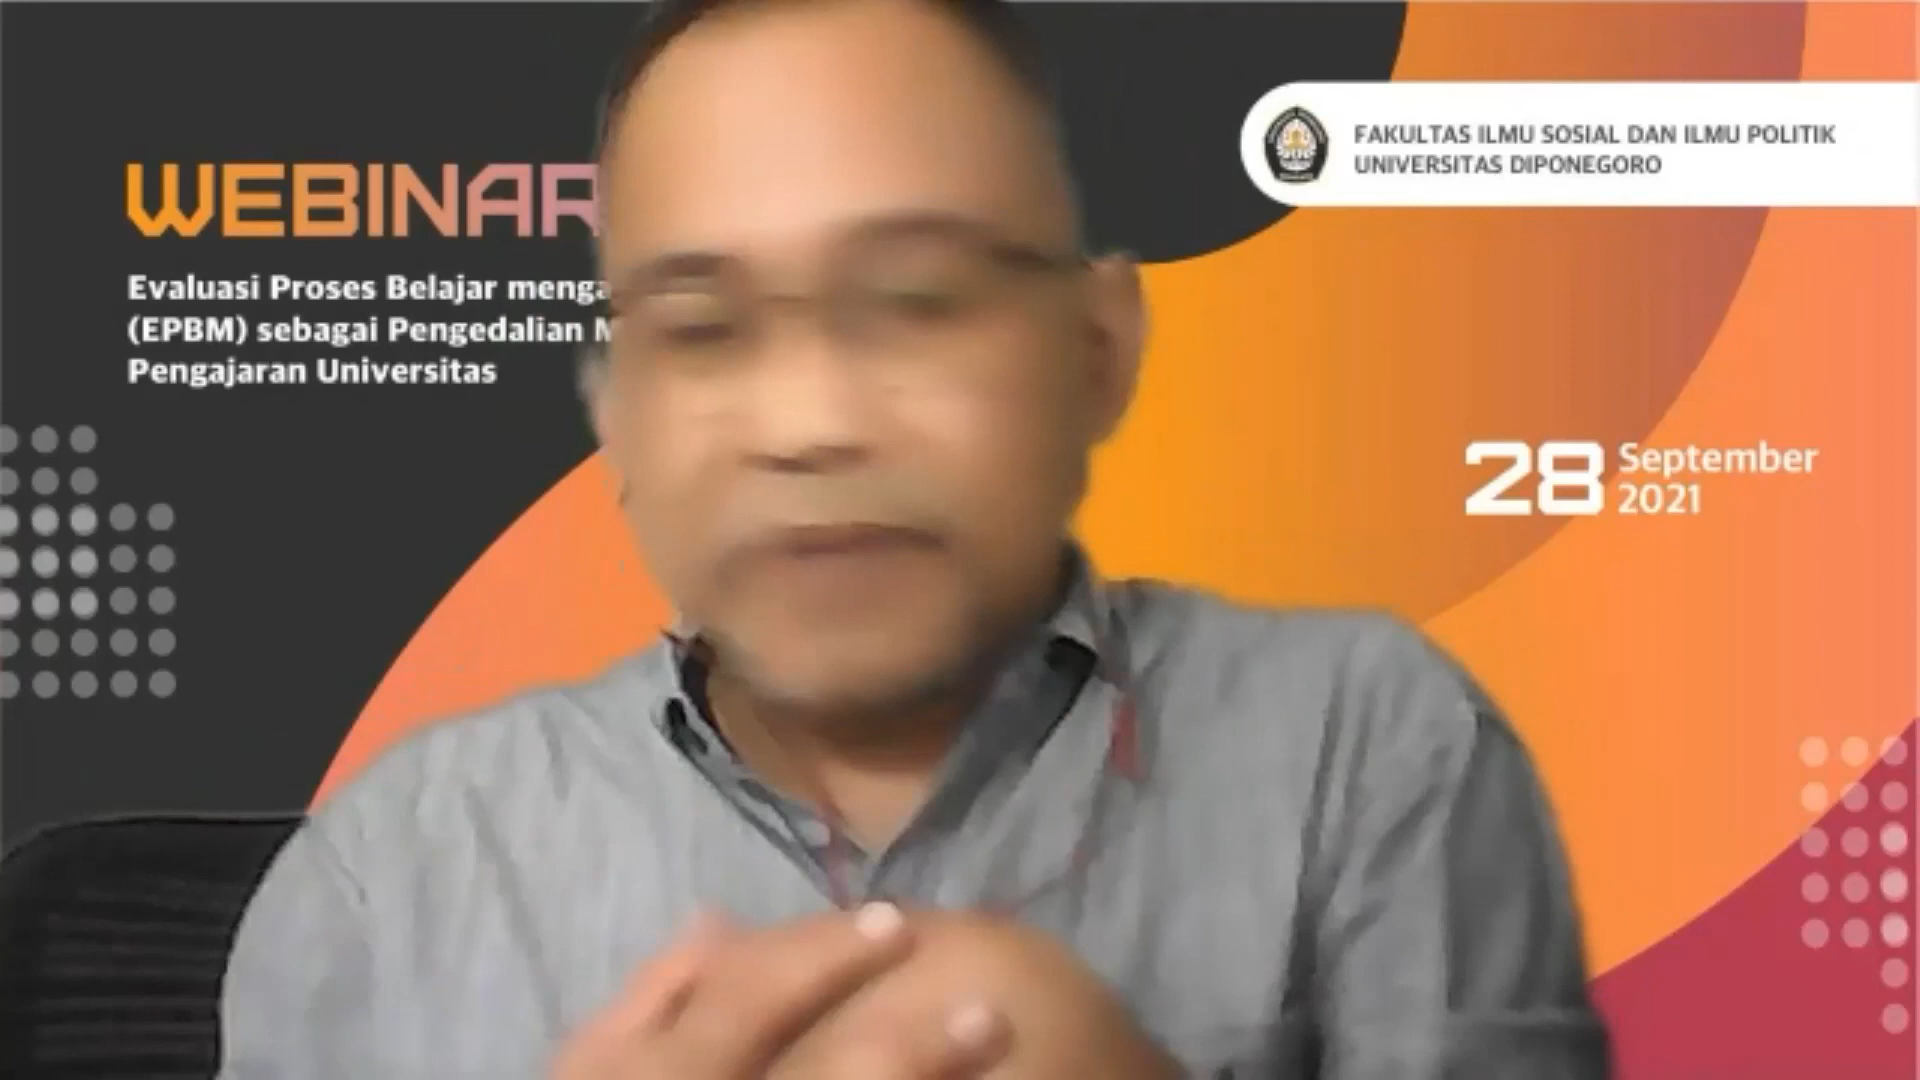 WEBINAR
Evaluasi Proses Belajar menga
(EPBM) sebagai Pengedalian
Pengajaran Universitas
FAKULTAS ILMU SOSIAL DAN ILMU POLITIK
UNIVERSITAS DIPONEGORO
28 September
2021